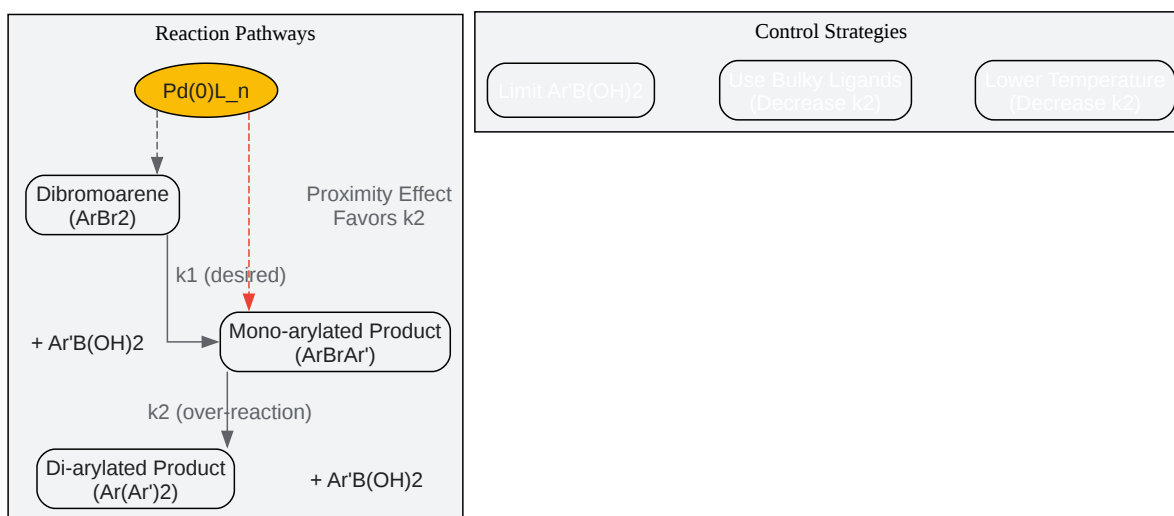 Reaction Pathways
Pd(0)L_n
Dibromoarene
(ArBr2)
Proximity Effect
Favors k2
k1 (desired)
+ Ar'B(OH)2
Mono-arylated Product
(ArBrAr')
k2 (over-reaction)
Di-arylated Product
(Ar(Ar')2)
+ Ar'B(OH)2
Control Strategies
Limit Ar'B(OH)2
Use Bulky Ligands
(Decrease k2)
Lower Temperature
(Decrease k2)